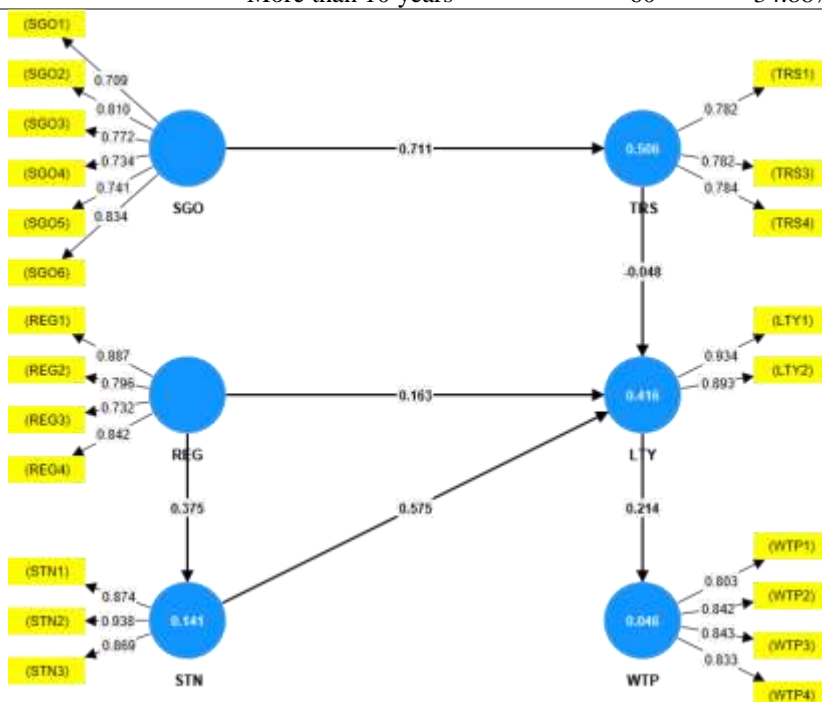 More than 10 years
(SGO1)
0.709
(SGO2)
0.810
(SGO3)
0.772
(SGO4)
0.734
(SGO5)
0.741
(SGO6)
0.834
SGO
0.711
0.506
TRS
(TRS1)
0.782
(TRS3)
0.782
(TRS4)
0.784
-0.048
(REG1)
0.887
(REG2)
(REG3)
0.732
(REG4)
0.842
REG
0.163
0.416
LTY
(LTY1)
0.934
(LTY2)
0.893
0.375
0.575
0.214
(STN1)
0.874
(STN2)
0.938
(STN3)
0.869
0.141
STN
0.046
WTP
(WTP1)
0.803
(WTP2)
0.842
(WTP3)
0.843
(WTP4)
0.833